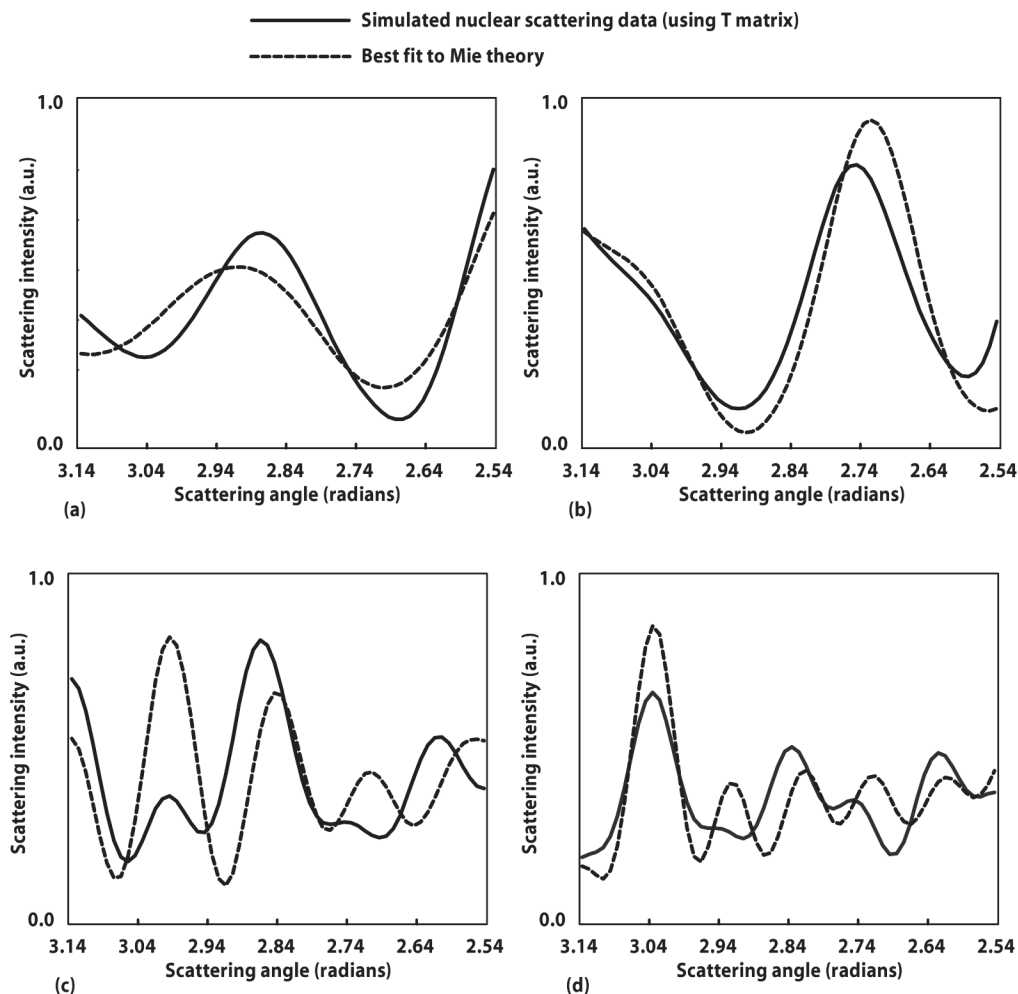 Simulated nuclear scattering data (using T matrix)
Best fit to Mie theory
1.0
Scattering intensity (a.u.)
0.0
3.14 3.04 2.94 2.84 2.74 2.64 2.54
Scattering angle (radians)
(a)
1.0
Scattering intensity (a.u.)
0.0
3.14 3.04 2.94 2.84 2.74 2.64 2.54
Scattering angle (radians)
(b)
1.0
Scattering intensity (a.u.)
0.0
3.14 3.04 2.94 2.84 2.74 2.64 2.54
Scattering angle (radians)
(c)
1.0
Scattering intensity (a.u.)
0.0
3.14 3.04 2.94 2.84 2.74 2.64 2.54
Scattering angle (radians)
(d)